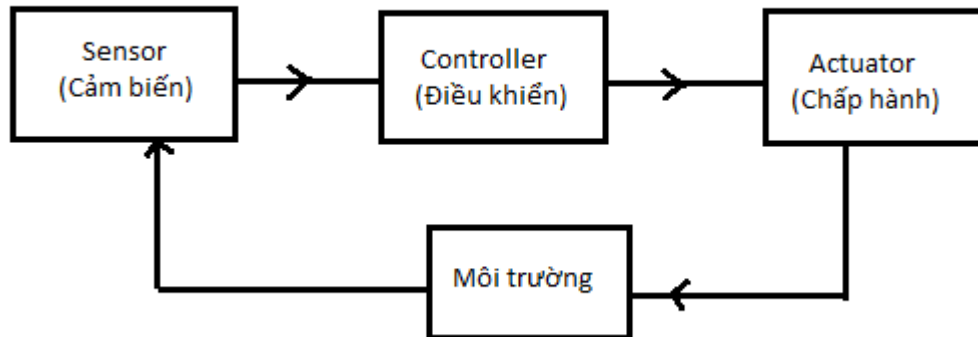 Sensor
(Cảm biến)
Controller
(Điều khiển)
Actuator
(Chấp hành)
Môi trường